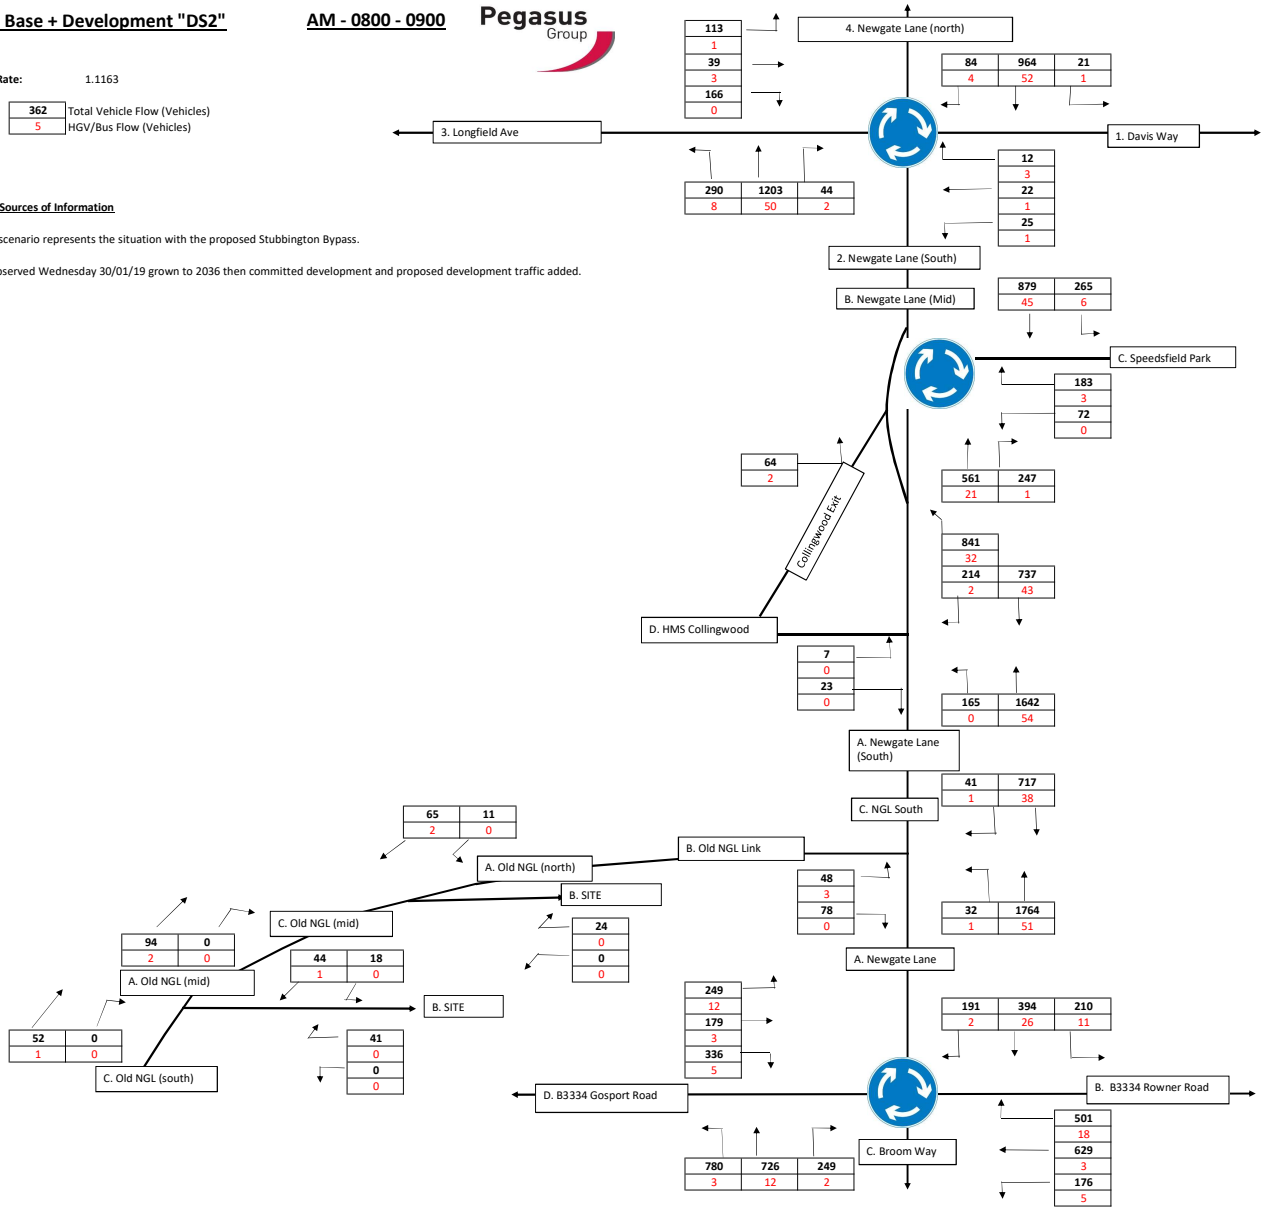 Base + Development "DS2"
AM - 0800 - 0900
Pegasus
Group
Rate: 1.1163
362 Total Vehicle Flow (Vehicles)
5 HGV/Bus Flow (Vehicles)
Sources of Information
scenario represents the situation with the proposed Stubbington Bypass.
served Wednesday 30/01/19 grown to 2036 then committed development and proposed development traffic added.
113
1
39
3
166
0
4. Newgate Lane (north)
84 964 21
4 52 1
3. Longfield Ave
1. Davis Way
290 1203 44
8 50 2
12
3
22
1
25
1
2. Newgate Lane (South)
B. Newgate Lane (Mid)
879 265
45 6
C. Speedsfield Park
183
3
72
0
64
2
561 247
21 1
Collingwood Exit
841
32
214 737
2 43
D. HMS Collingwood
7
0
23
0
165 1642
0 54
A. Newgate Lane
(South)
41 717
1 38
C. NGL South
65 11
2 0
B. Old NGL Link
A. Old NGL (north)
48
3
78
0
B. SITE
32 1764
1 51
C. Old NGL (mid)
24
0
0
0
94 0
2 0
44 18
1 0
A. Newgate Lane
A. Old NGL (mid)
B. SITE
249
12
179
3
336
5
191 394 210
2 26 11
52 0
1 0
41
0
0
0
C. Old NGL (south)
D. B3334 Gosport Road
B. B3334 Rowner Road
780 726 249
3 12 2
C. Broom Way
501
18
629
3
176
5